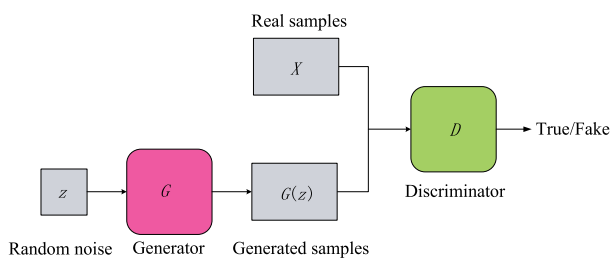 Real samples
X
D
True/Fake
Discriminator
z
G
G(z)
Random noise
Generator
Generated samples